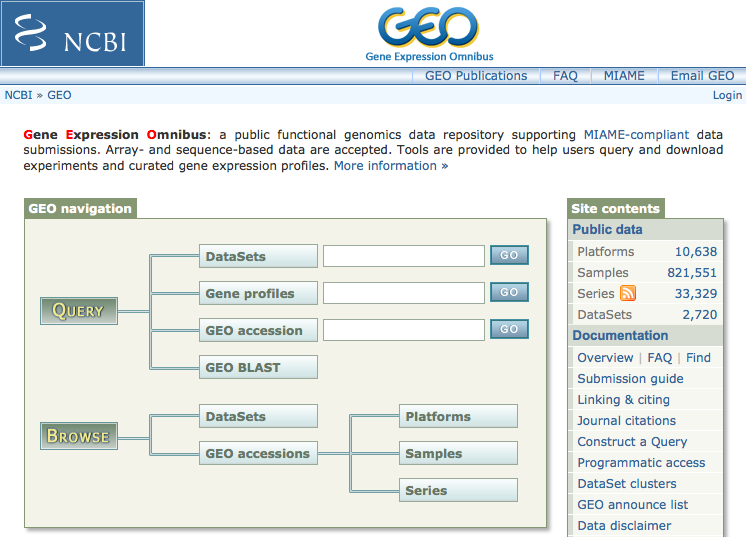 NCBI
GEO
Gene Expression Omnibus
GEO Publications FAQ MIAME Email GEO
NCBI » GEO Login
Gene Expression Omnibus: a public functional genomics data repository supporting MIAME-compliant data
submissions. Array- and sequence-based data are accepted. Tools are provided to help users query and download
experiments and curated gene expression profiles. More information »
GEO navigation
QUERY
DataSets GO
Gene profiles GO
GEO accession GO
GEO BLAST
BROWSE
DataSets
GEO accessions
Platforms
Samples
Series
Site contents
Public data
Platforms 10,638
Samples 821,551
Series 33,329
DataSets 2,720
Documentation
Overview | FAQ | Find
Submission guide
Linking & citing
Journal citations
Construct a Query
Programmatic access
DataSet clusters
GEO announce list
Data disclaimer